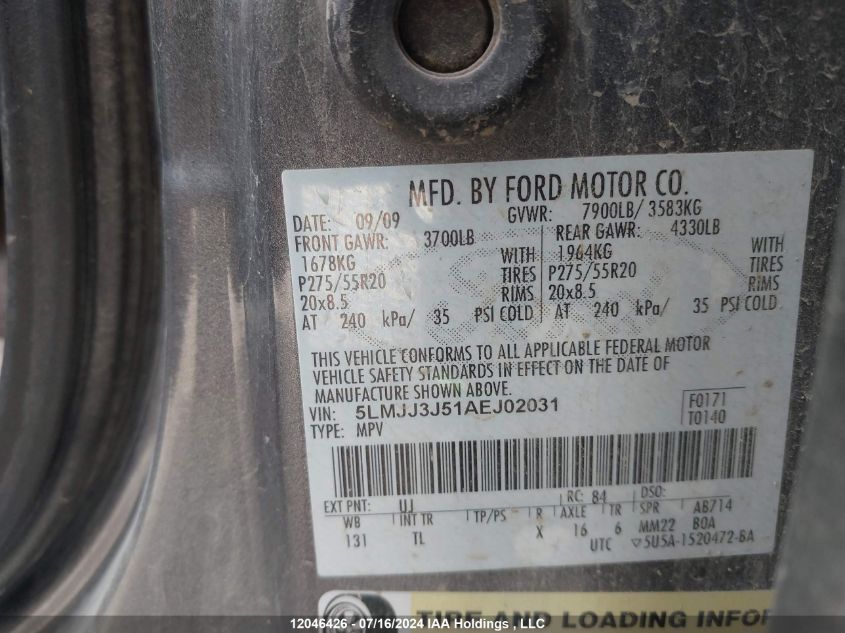 MFD. BY FORD MOTOR CO.
DATE: 09/09 GVWR: 7900LB/ 3583KG
FRONT GAWR: 3700LB REAR GAWR: 4330LB
1678KG WITH 1964KG WITH
P275/55R20 TIRES P275/55R20 TIRES
20x8.5 RIMS 20x8.5 RIMS
AT 240 kPa/ 35 PSI COLD AT 240 kPa/ 35 PSI COLD
THIS VEHICLE CONFORMS TO ALL APPLICABLE FEDERAL MOTOR
VEHICLE SAFETY STANDARDS IN EFFECT ON THE DATE OF
MANUFACTURE SHOWN ABOVE.
VIN: 5LMJJ3J51AEJ02031 F0171
TYPE: MPV T0140
EXT PNT: UJ RC: 84 DSO:
WB INT TR TP/PS R AXLE TR SPR AB714
131 TL X 16 6 MM22 BOA
UTC ▽5U5A-1520472-BA
TIRE AND LOADING INFOR
12046426 - 07/16/2024 IAA Holdings , LLC